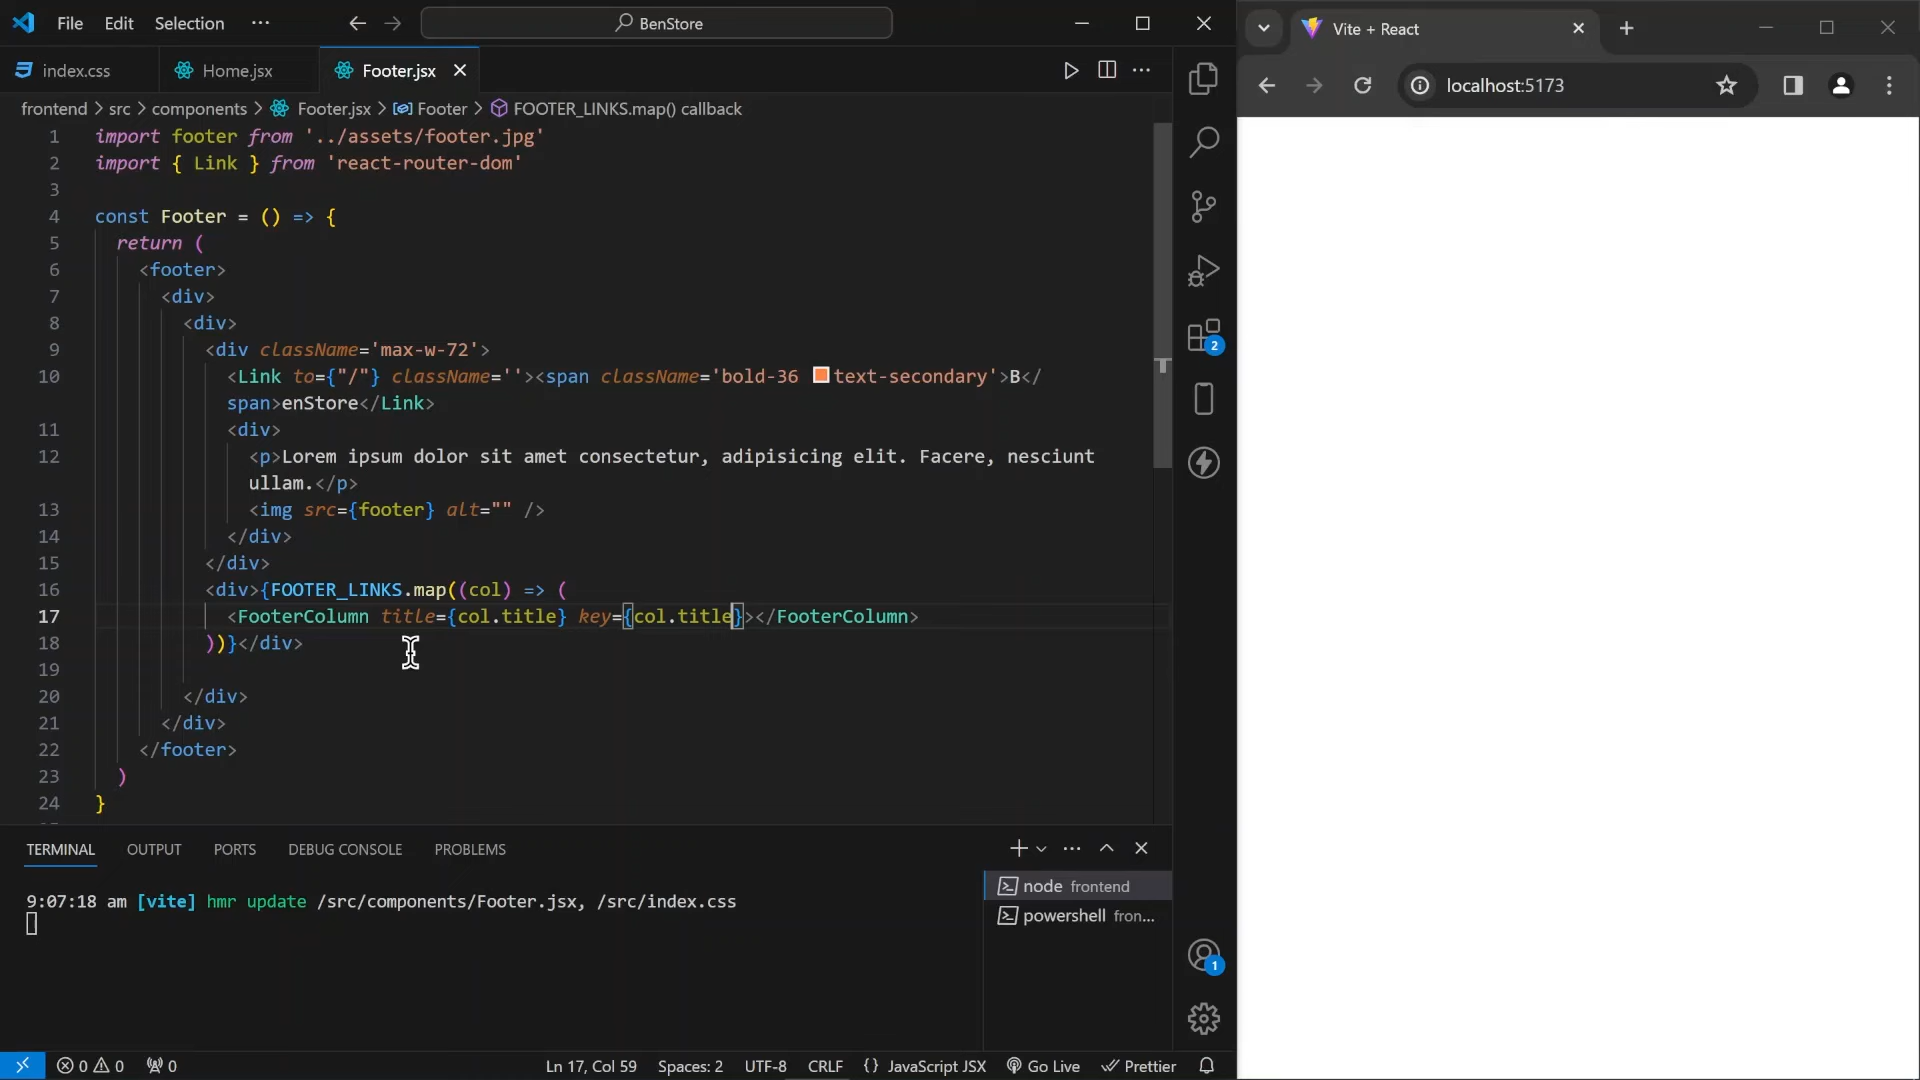 File Edit Selection ··· BenStore
Vite + React
index.css Home.jsx Footer.jsx
localhost:5173
frontend > src > components > Footer.jsx > Footer > FOOTER_LINKS.map() callback
1 import footer from '../assets/footer.jpg'
2 import { Link } from 'react-router-dom'
3
4 const Footer = () => {
5 return (
6 <footer>
7 <div>
8 <div>
9 <div className='max-w-72'>
10 <Link to={"/"} className=''><span className='bold-36 text-secondary'>B</
span>enStore</Link>
11 <div>
12 <p>Lorem ipsum dolor sit amet consectetur, adipisicing elit. Facere, nesciunt
ullam.</p>
13 <img src={footer} alt="" />
14 </div>
15 </div>
16 <div>{FOOTER_LINKS.map((col) => (
17 <FooterColumn title={col.title} key={col.title}></FooterColumn>
18 ))}</div>
19
20 </div>
21 </div>
22 </footer>
23 )
24 }
2
TERMINAL OUTPUT PORTS DEBUG CONSOLE PROBLEMS
9:07:18 am [vite] hmr update /src/components/Footer.jsx, /src/index.css
node frontend
powershell fron...
1
0 0 0 Ln 17, Col 59 Spaces: 2 UTF-8 CRLF {} JavaScript JSX Go Live Prettier